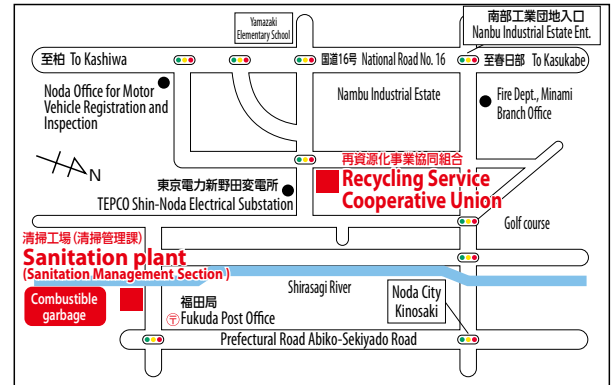 Yamazaki
Elementary School
南部工業団地入口
Nanbu Industrial Estate Ent.
至柏 To Kashiwa
国道16号 National Road No. 16
至春日部 To Kasukabe
Noda Office for Motor
Vehicle Registration and
Inspection
Nambu Industrial Estate
Fire Dept., Minami
Branch Office
N
再資源化事業協同組合
Recycling Service
Cooperative Union
東京電力新野田変電所
TEPCO Shin-Noda Electrical Substation
Golf course
清掃工場(清掃管理課)
Sanitation plant
(Sanitation Management Section )
Combustible
garbage
Shirasagi River
Noda City
Kinosaki
福田局
〒Fukuda Post Office
Prefectural Road Abiko-Sekiyado Road